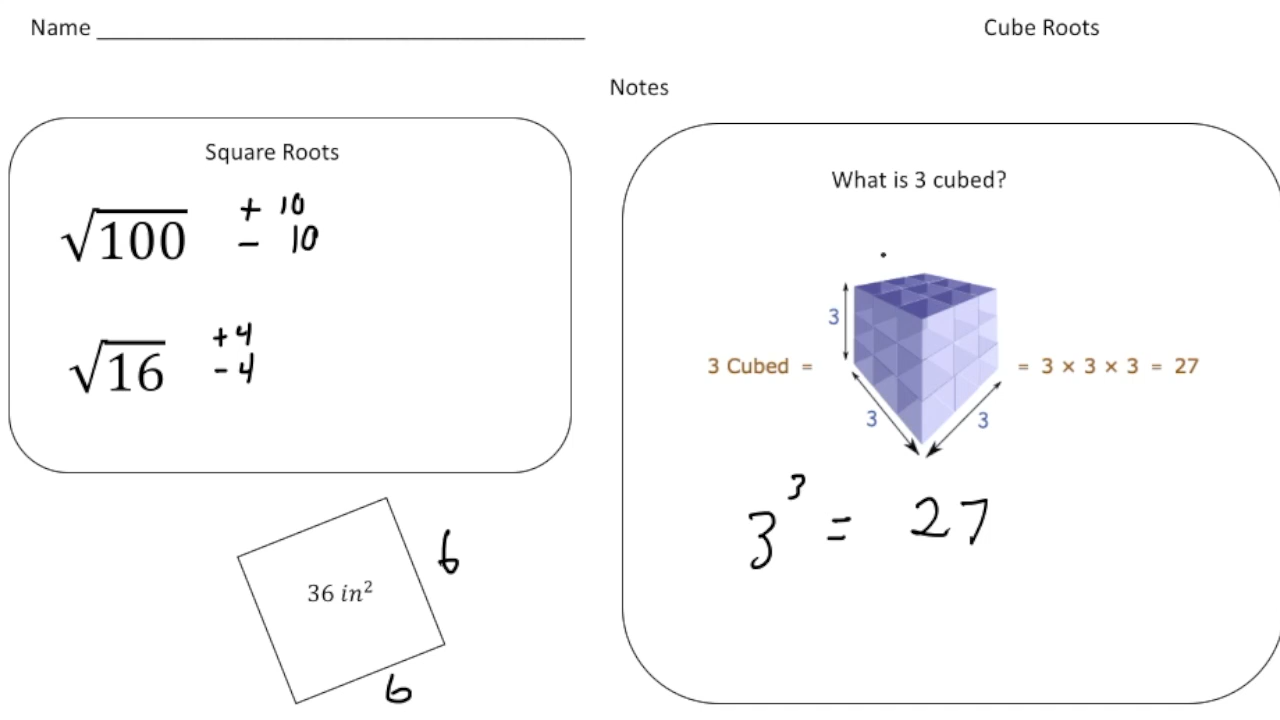 Name ____________________
Cube Roots
Notes
Square Roots
√100 + 10
- 10
√16 +4
- 4
36 in²
6
6
What is 3 cubed?
3
3 Cubed =
= 3 × 3 × 3 = 27
3
3
3³ = 27